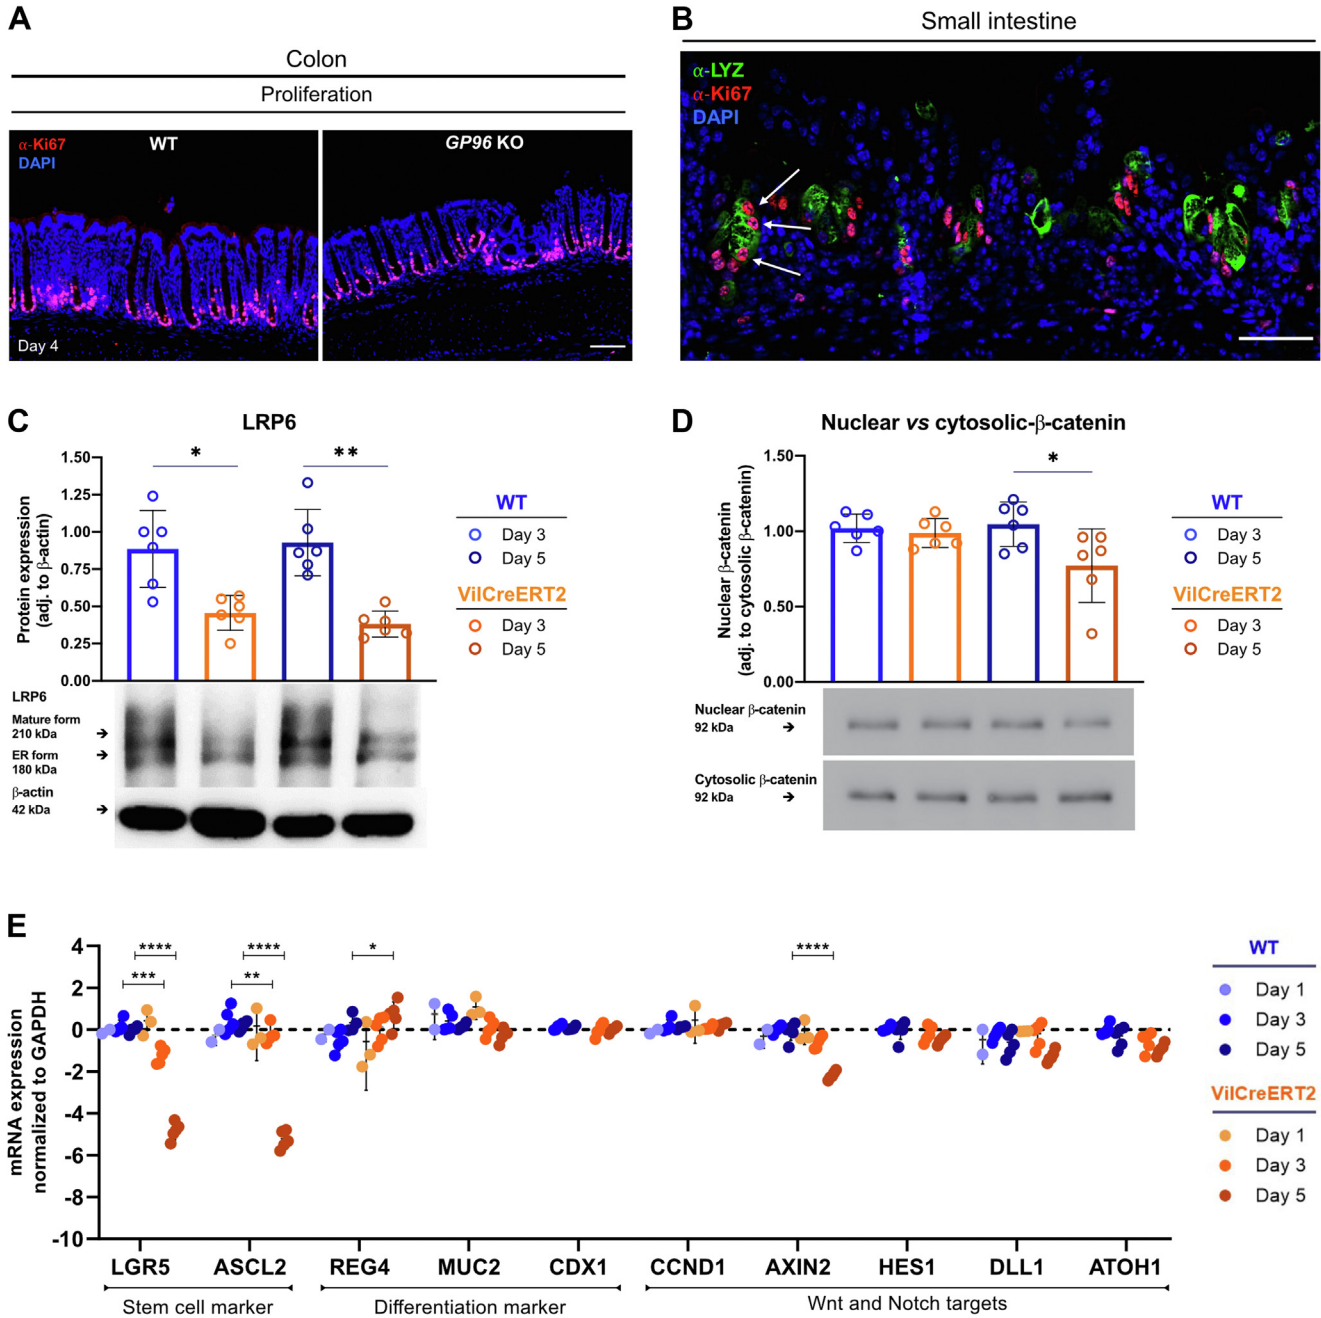 A
Colon
Proliferation
α-Ki67
DAPI
WT
GP96 KO
Day 4
B
Small intestine
α-LYZ
α-Ki67
DAPI
C
LRP6
Protein expression
(adj. to β-actin)
1.50
1.25
1.00
0.75
0.50
0.25
0.00
*
**
WT
Day 3
Day 5
VilCreERT2
Day 3
Day 5
LRP6
Mature form
210 kDa
ER form
180 kDa
β-actin
42 kDa
D
Nuclear vs cytosolic-β-catenin
Nuclear β-catenin
(adj. to cytosolic β-catenin)
1.50
1.00
0.50
0.00
*
WT
Day 3
Day 5
VilCreERT2
Day 3
Day 5
Nuclear β-catenin
92 kDa
Cytosolic β-catenin
92 kDa
E
mRNA expression
normalized to GAPDH
4
2
0
-2
-4
-6
-8
-10
****
***
****
**
*
****
LGR5
ASCL2
REG4
MUC2
CDX1
CCND1
AXIN2
HES1
DLL1
ATOH1
Stem cell marker
Differentiation marker
Wnt and Notch targets
WT
Day 1
Day 3
Day 5
VilCreERT2
Day 1
Day 3
Day 5